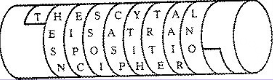 T H E S C Y T A L
E I S A T R A N
S P O S I T I O
N C I P H E R